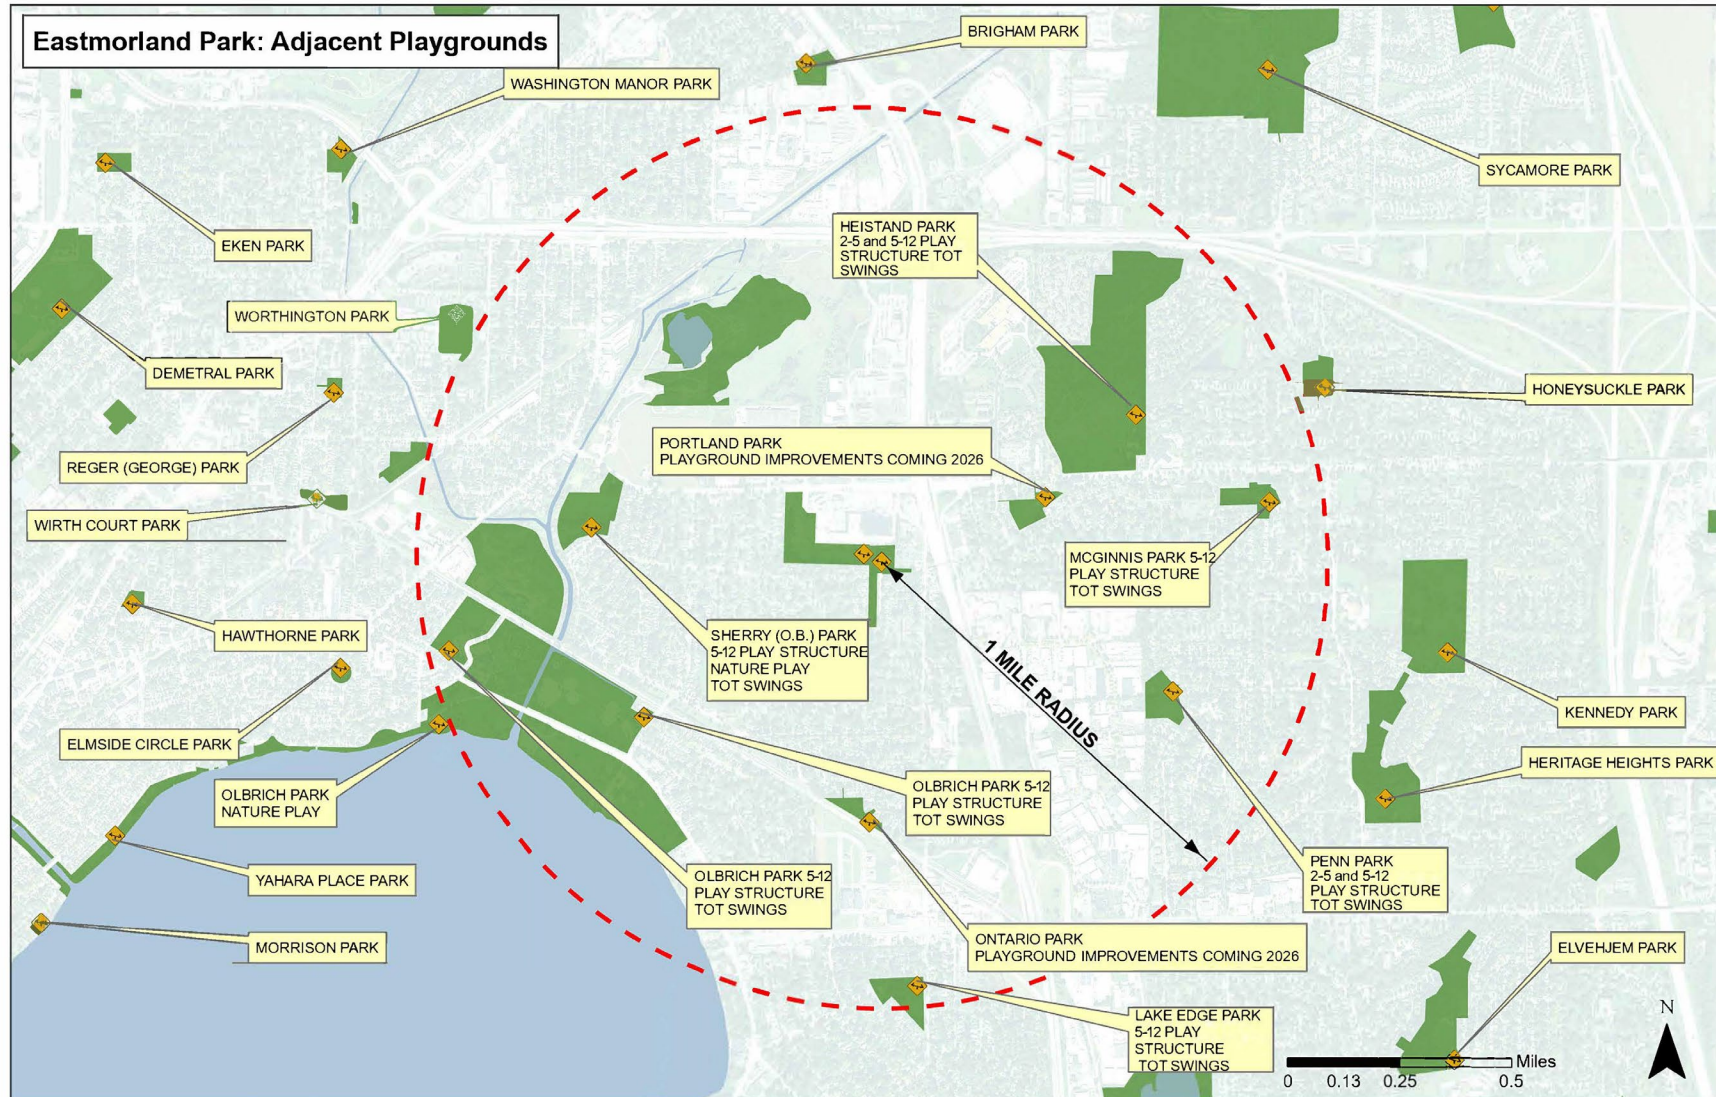 Eastmorland Park: Adjacent Playgrounds
BRIGHAM PARK
WASHINGTON MANOR PARK
SYCAMORE PARK
EKEN PARK
HEISTAND PARK
2-5 and 5-12 PLAY
STRUCTURE TOT
SWINGS
WORTHINGTON PARK
DEMETRAL PARK
HONEYSUCKLE PARK
PORTLAND PARK
PLAYGROUND IMPROVEMENTS COMING 2026
REGER (GEORGE) PARK
WIRTH COURT PARK
MCGINNIS PARK 5-12
PLAY STRUCTURE
TOT SWINGS
HAWTHORNE PARK
SHERRY (O.B.) PARK
5-12 PLAY STRUCTURE
NATURE PLAY
TOT SWINGS
1 MILE RADIUS
KENNEDY PARK
ELMSIDE CIRCLE PARK
HERITAGE HEIGHTS PARK
OLBRICH PARK
NATURE PLAY
OLBRICH PARK 5-12
PLAY STRUCTURE
TOT SWINGS
YAHARA PLACE PARK
OLBRICH PARK 5-12
PLAY STRUCTURE
TOT SWINGS
PENN PARK
2-5 and 5-12
PLAY STRUCTURE
TOT SWINGS
MORRISON PARK
ONTARIO PARK
PLAYGROUND IMPROVEMENTS COMING 2026
ELVEHJEM PARK
LAKE EDGE PARK
5-12 PLAY
STRUCTURE
TOT SWINGS
N
Miles
0 0.13 0.25 0.5